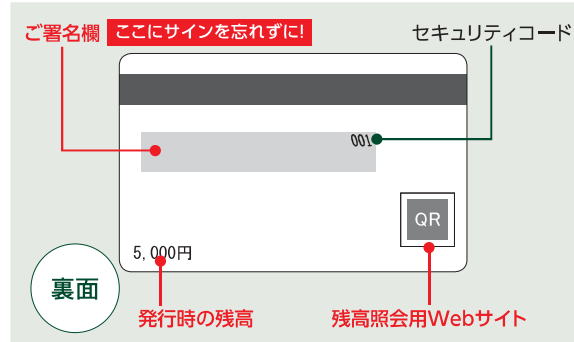 ご署名欄 ここにサインを忘れずに! セキュリティコード
001
QR
5,000円
裏面
発行時の残高 残高照会用Webサイト